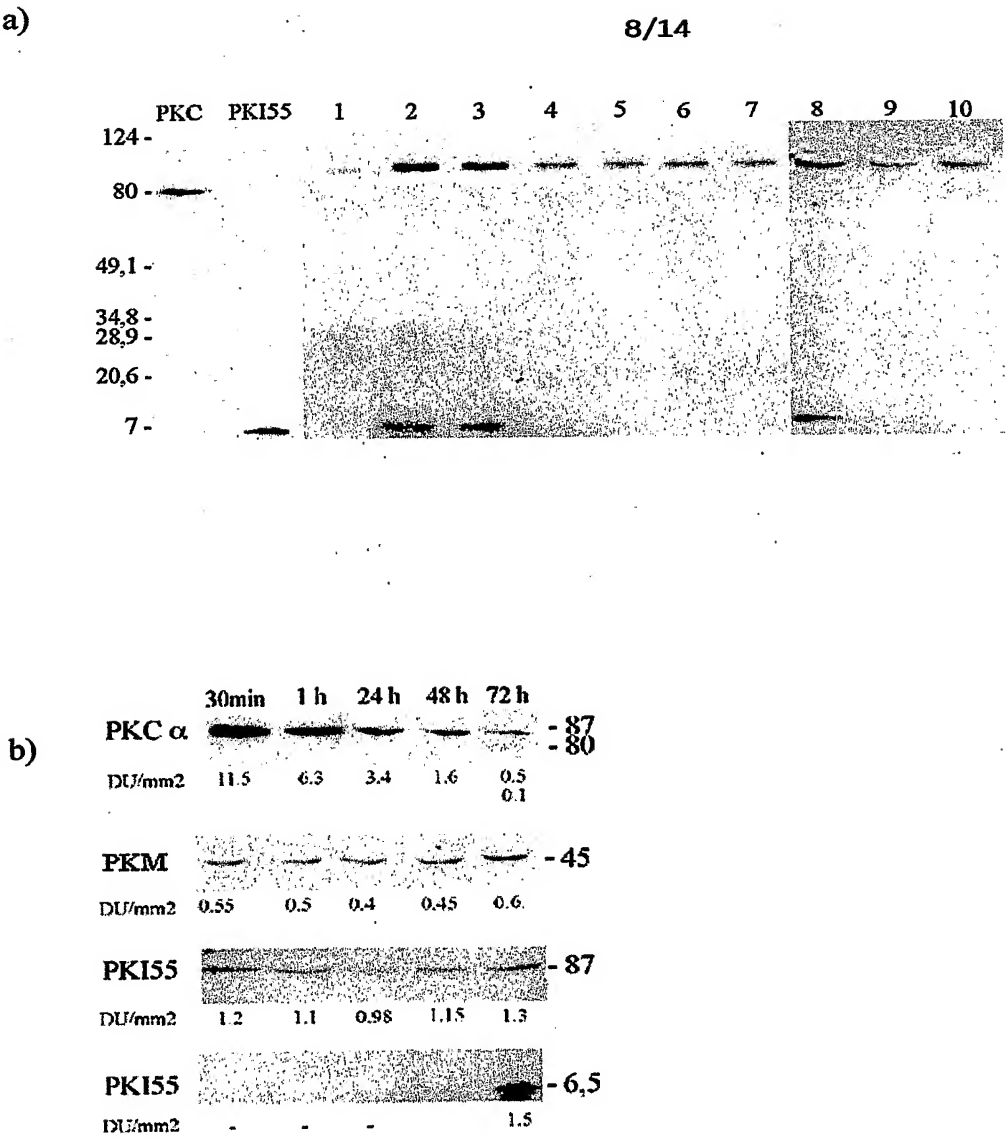 a)
8/14
PKC PKI55 1 2 3 4 5 6 7 8 9 10
124 -
80 -
49,1 -
34,8 -
28,9 -
20,6 -
7 -
b)
30min 1 h 24 h 48 h 72 h
PKC α - 87
- 80
DU/mm2 11.5 6.3 3.4 1.6 0.5
0.1
PKM - 45
DU/mm2 0.55 0.5 0.4 0.45 0.6
PKI55 - 87
DU/mm2 1.2 1.1 0.98 1.15 1.3
PKI55 - 6,5
DU/mm2 - - - 1.5